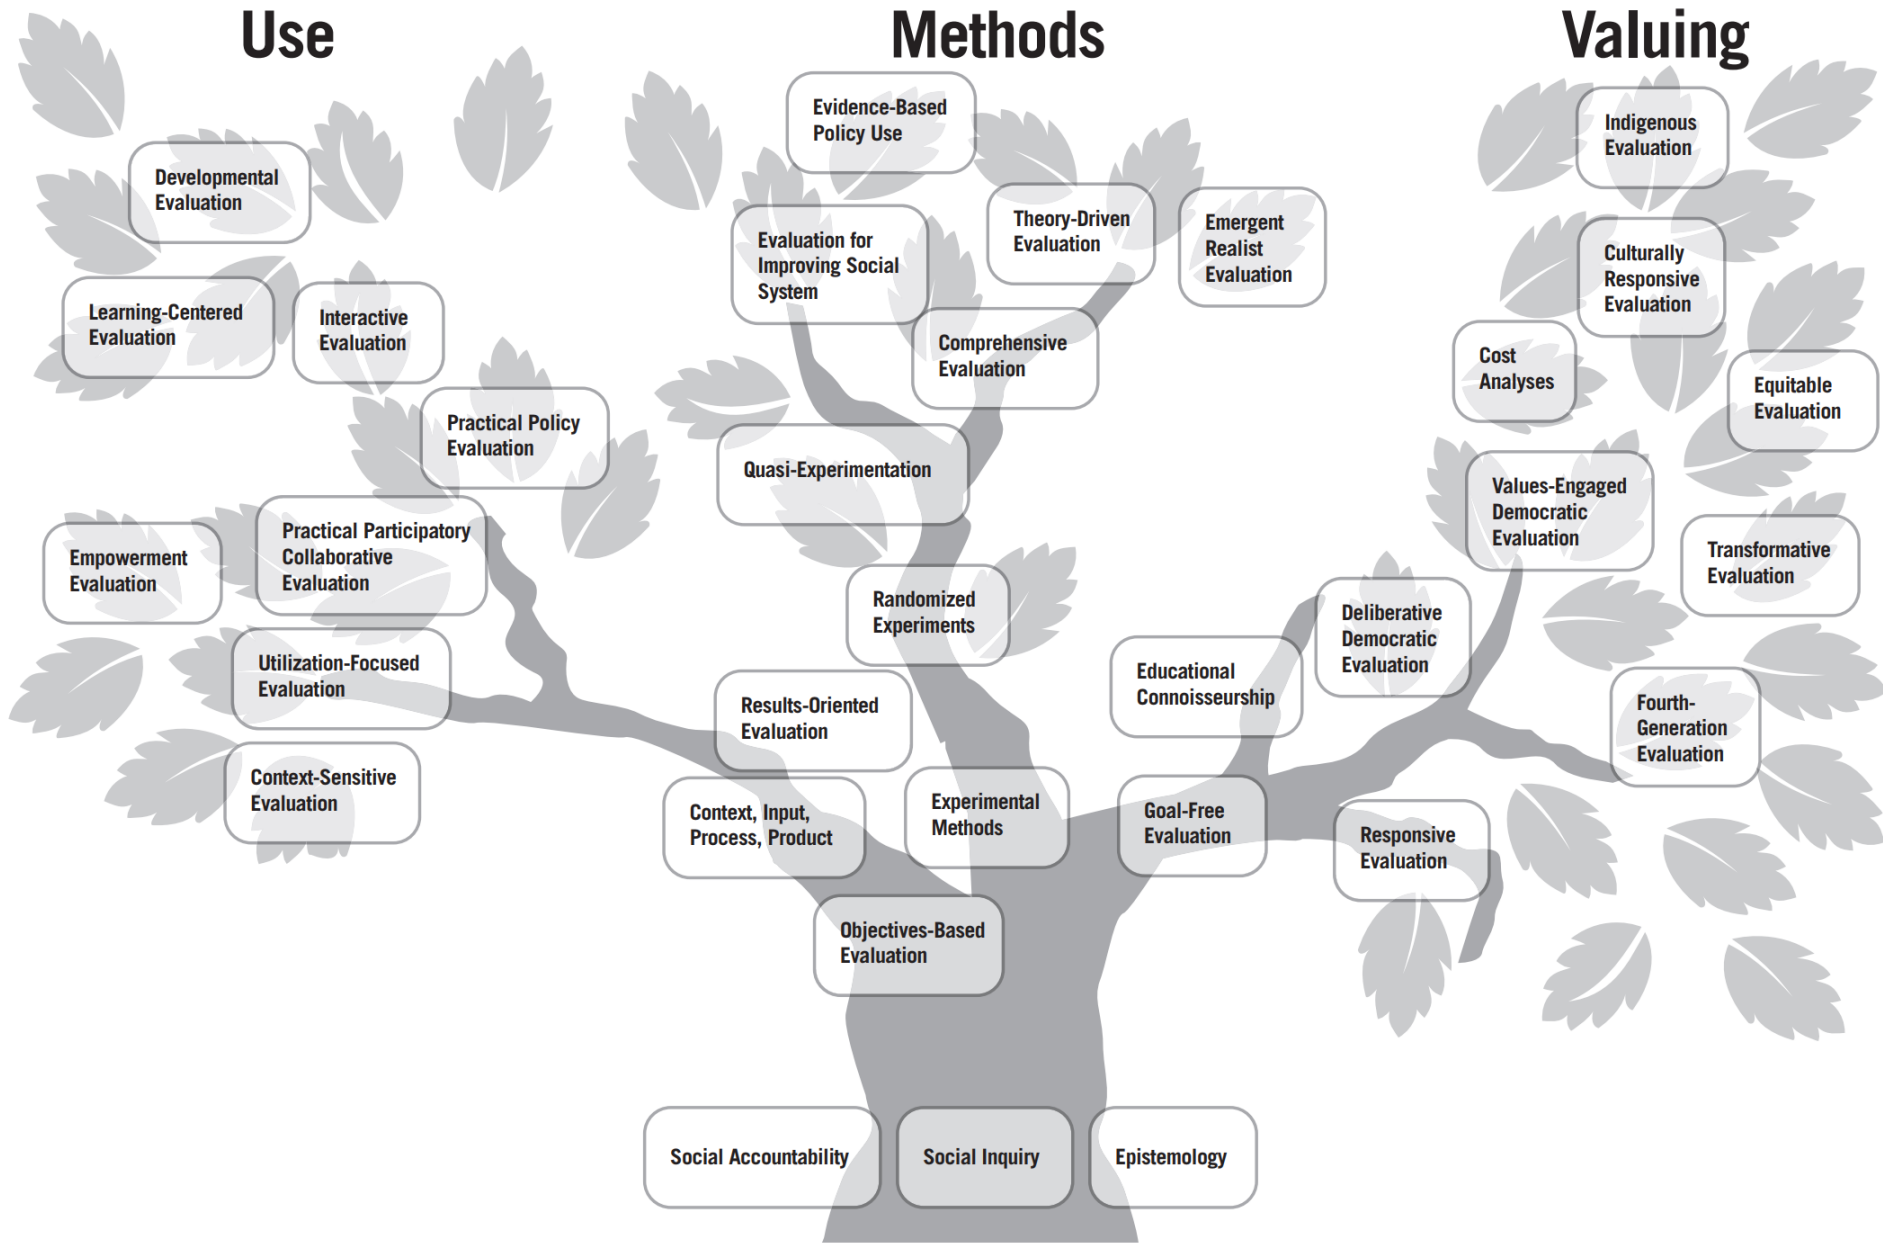 Use
Methods
Valuing
Developmental
Evaluation
Learning-Centered
Evaluation
Interactive
Evaluation
Practical Policy
Evaluation
Empowerment
Evaluation
Practical Participatory
Collaborative
Evaluation
Utilization-Focused
Evaluation
Context-Sensitive
Evaluation
Evidence-Based
Policy Use
Evaluation for
Improving Social
System
Theory-Driven
Evaluation
Emergent
Realist
Evaluation
Comprehensive
Evaluation
Quasi-Experimentation
Randomized
Experiments
Results-Oriented
Evaluation
Context, Input,
Process, Product
Experimental
Methods
Objectives-Based
Evaluation
Indigenous
Evaluation
Culturally
Responsive
Evaluation
Cost
Analyses
Equitable
Evaluation
Values-Engaged
Democratic
Evaluation
Transformative
Evaluation
Deliberative
Democratic
Evaluation
Educational
Connoisseurship
Fourth-
Generation
Evaluation
Goal-Free
Evaluation
Responsive
Evaluation
Social Accountability
Social Inquiry
Epistemology